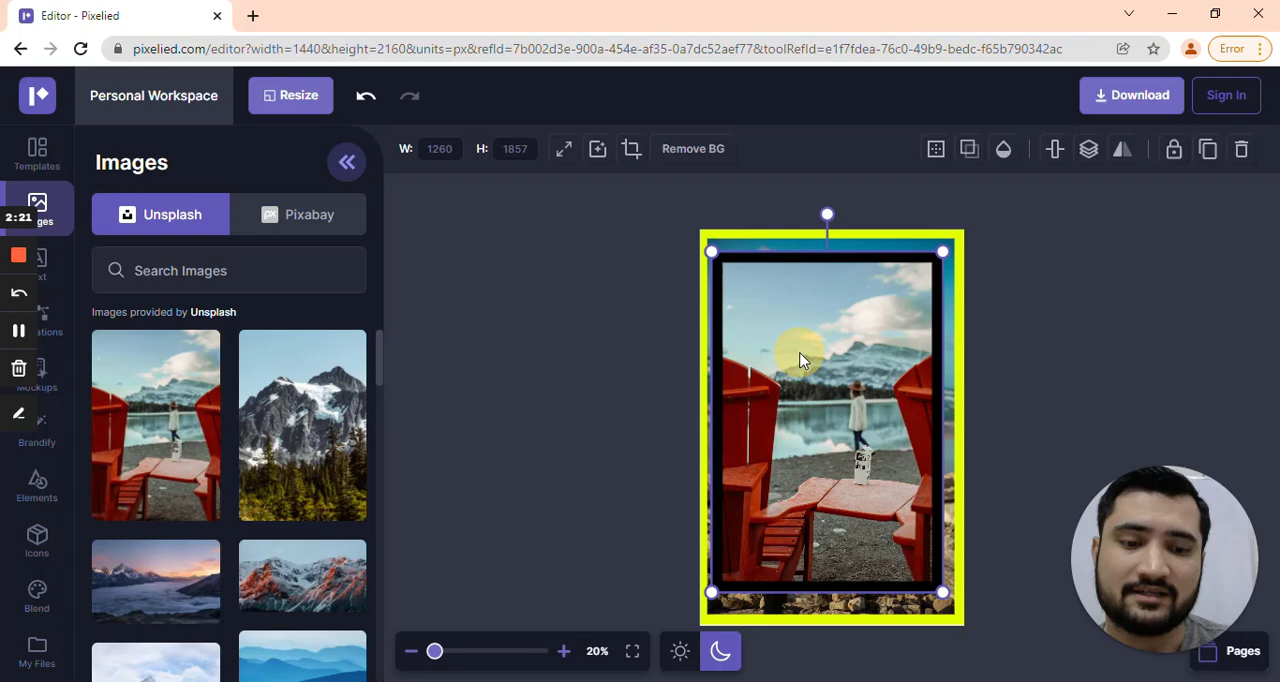 Editor - Pixelied
pixelied.com/editor?width=1440&height=2160&units=px&refId=7b002d3e-900a-454e-af35-0a7dc52aef77&toolRefId=e1f7fdea-76c0-49b9-bedc-f65b790342ac
Error
Personal Workspace
Resize
Download
Sign In
W: 1260
H: 1857
Remove BG
Templates
Images
Unsplash
Pixabay
2:21
Search Images
Images provided by Unsplash
Mockups
Brandify
Elements
Icons
Blend
My Files
20%
Pages